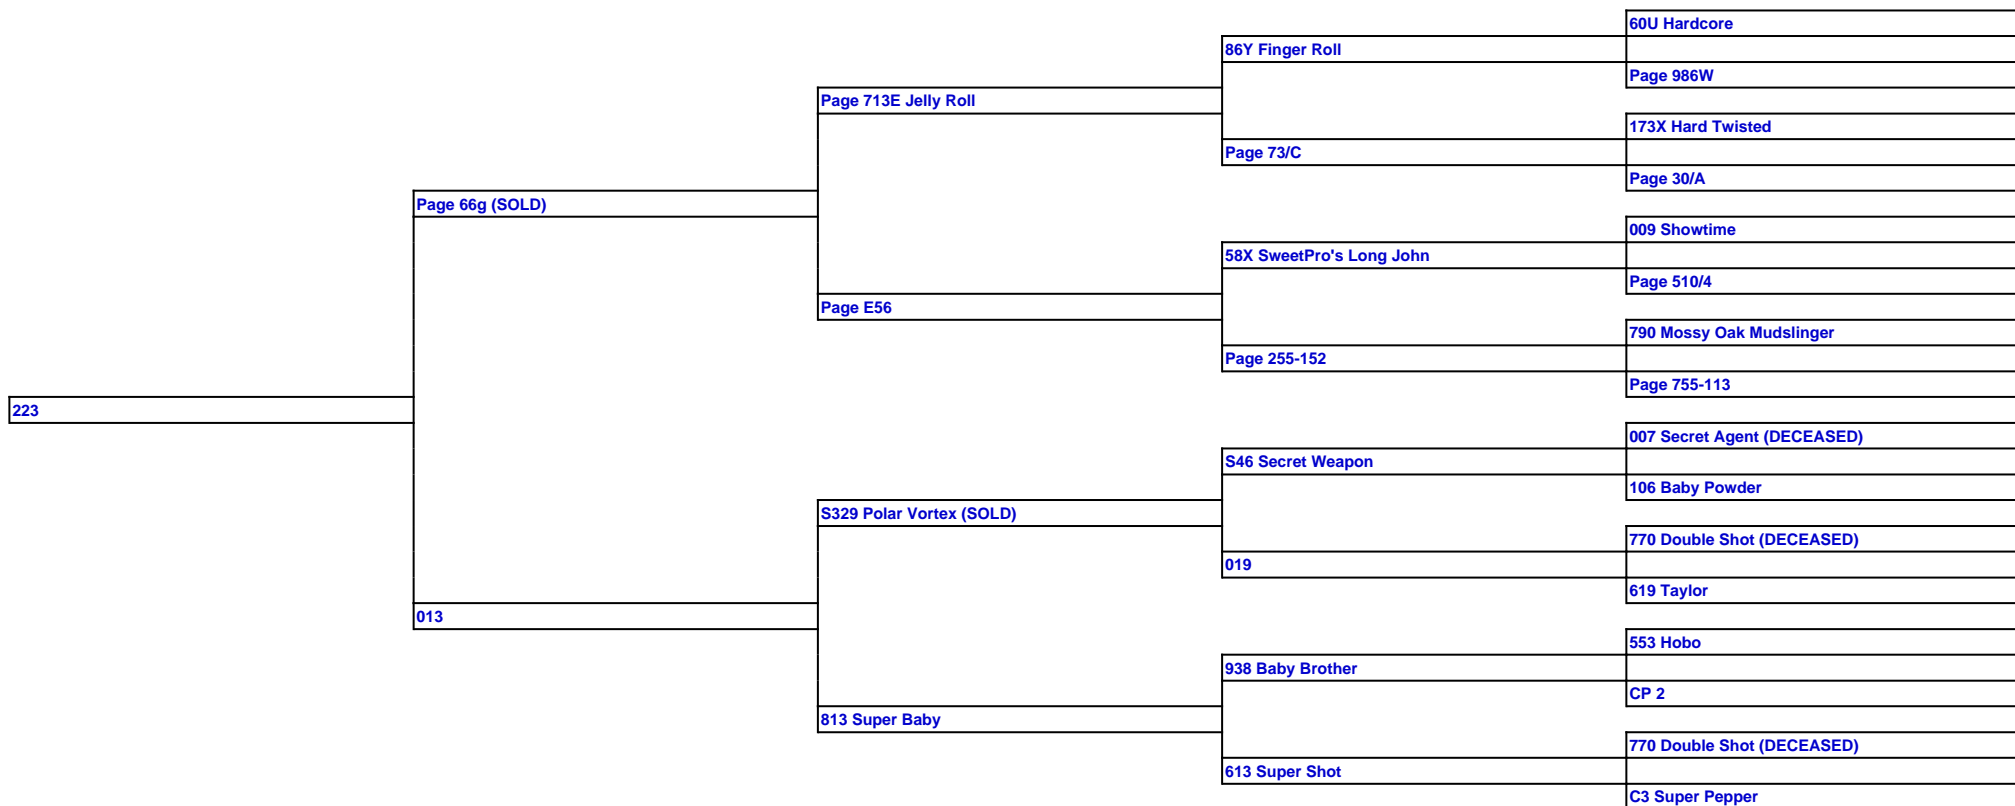 60U Hardcore
86Y Finger Roll
Page 986W
Page 713E Jelly Roll
173X Hard Twisted
Page 73/C
Page 30/A
Page 66g (SOLD)
009 Showtime
58X SweetPro's Long John
Page 510/4
Page E56
790 Mossy Oak Mudslinger
Page 255-152
Page 755-113
223
007 Secret Agent (DECEASED)
S46 Secret Weapon
106 Baby Powder
S329 Polar Vortex (SOLD)
770 Double Shot (DECEASED)
019
619 Taylor
013
553 Hobo
938 Baby Brother
CP 2
813 Super Baby
770 Double Shot (DECEASED)
613 Super Shot
C3 Super Pepper